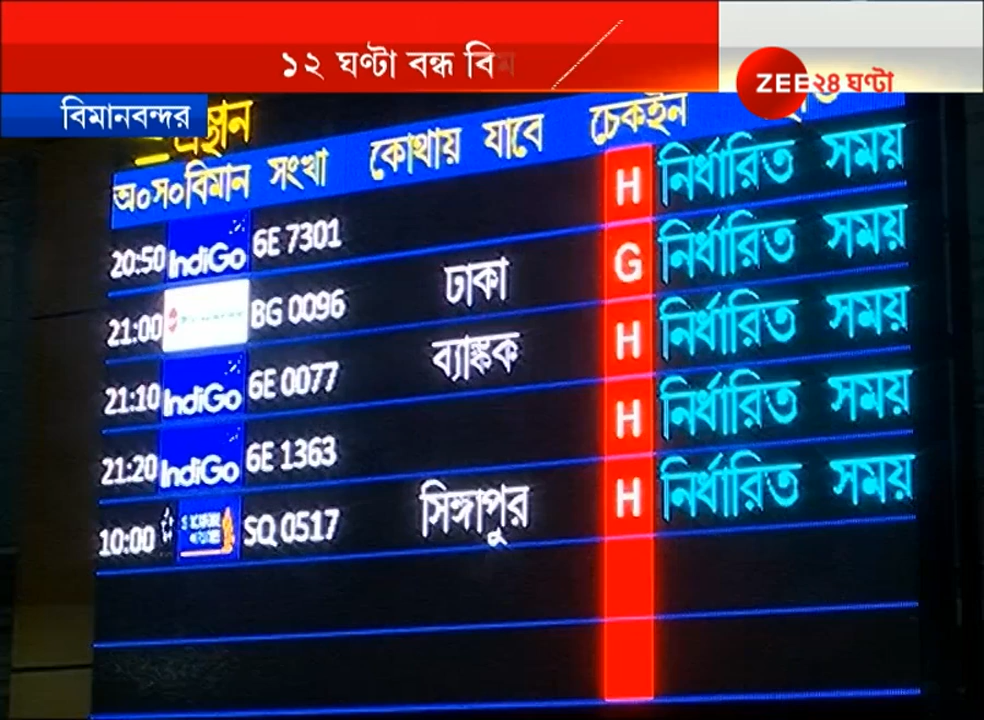 ১২ ঘণ্টা বন্ধ
ZEE ২৪ ঘণ্টা
বিমানবন্দর
অ০স০বিমান সংখা কোথায় যাবে চেকইন
20:50 IndiGo 6E 7301 H নির্ধারিত সময়
21:00 BG 0096 ঢাকা G নির্ধারিত সময়
21:10 IndiGo 6E 0077 ব্যাঙ্কক H নির্ধারিত সময়
21:20 IndiGo 6E 1363 H নির্ধারিত সময়
10:00 SQ 0517 সিঙ্গাপুর H নির্ধারিত সময়